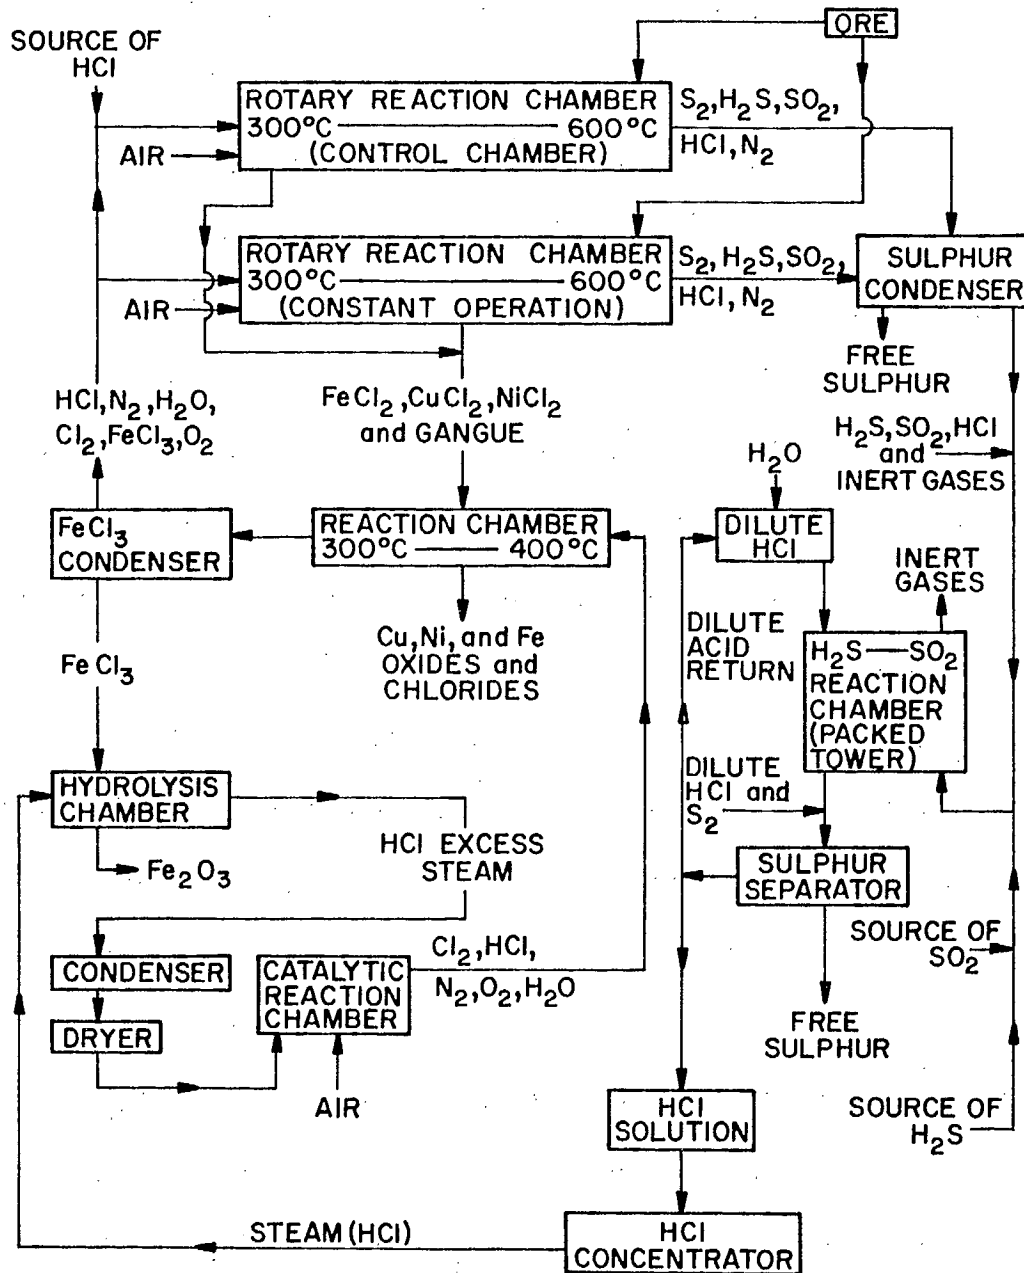 ORE
SOURCE OF
HCl
ROTARY REACTION CHAMBER
300°C 600°C
(CONTROL CHAMBER)
AIR
S2,H2S,SO2,
HCl,N2
ROTARY REACTION CHAMBER
300°C 600°C
(CONSTANT OPERATION)
AIR
S2,H2S,SO2,
HCl,N2
SULPHUR
CONDENSER
FREE
SULPHUR
HCl,N2,H2O,
Cl2,FeCl3,O2
FeCl2,CuCl2,NiCl2
and GANGUE
H2S,SO2,HCl
and
INERT GASES
H2O
FeCl3
CONDENSER
REACTION CHAMBER
300°C 400°C
DILUTE
HCl
INERT
GASES
Cu,Ni,and Fe
OXIDES and
CHLORIDES
DILUTE
ACID
RETURN
H2S—SO2
REACTION
CHAMBER
(PACKED
TOWER)
FeCl3
HYDROLYSIS
CHAMBER
DILUTE
HCl and
S2
Fe2O3
HCl EXCESS
STEAM
SULPHUR
SEPARATOR
SOURCE OF
SO2
CONDENSER
DRYER
CATALYTIC
REACTION
CHAMBER
Cl2,HCl,
N2,O2,H2O
AIR
FREE
SULPHUR
HCl
SOLUTION
SOURCE OF
H2S
STEAM (HCl)
HCl
CONCENTRATOR